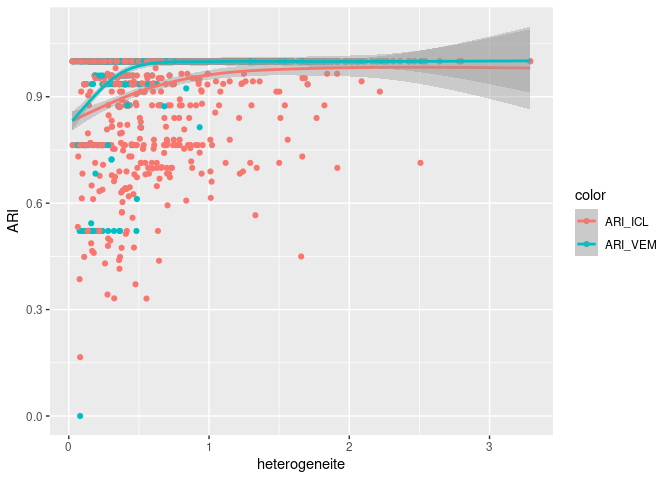 ARI
0.9
0.6
0.3
0.0
0
1
2
3
heterogeneite
color
ARI_ICL
ARI_VEM